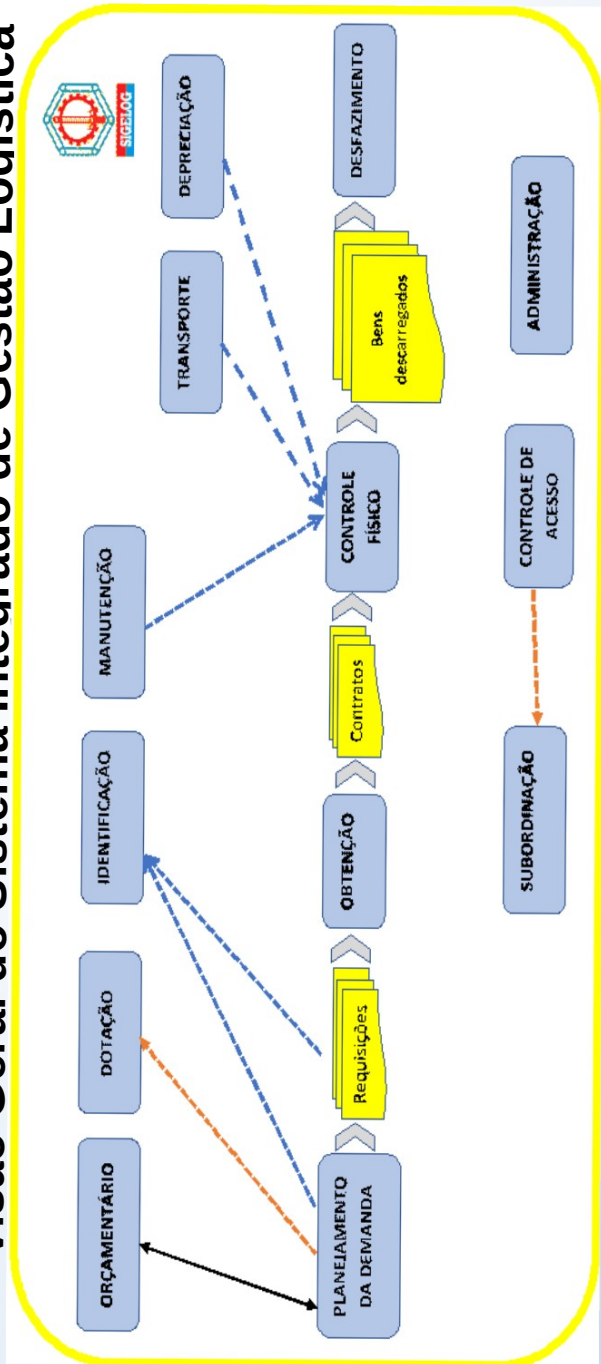 Visão Geral do Sistema Integrado de Gestão Logística
SIGELOG
ORÇAMENTÁRIO
DOTAÇÃO
IDENTIFICAÇÃO
MANUTENÇÃO
TRANSPORTE
DEPRECIAÇÃO
PLANEJAMENTO
DA DEMANDA
Requisições
OBTENÇÃO
Contratos
CONTROLE
FÍSICO
Bens
descarregados
DESFAZIMENTO
SUBORDINAÇÃO
CONTROLE DE
ACESSO
ADMINISTRAÇÃO